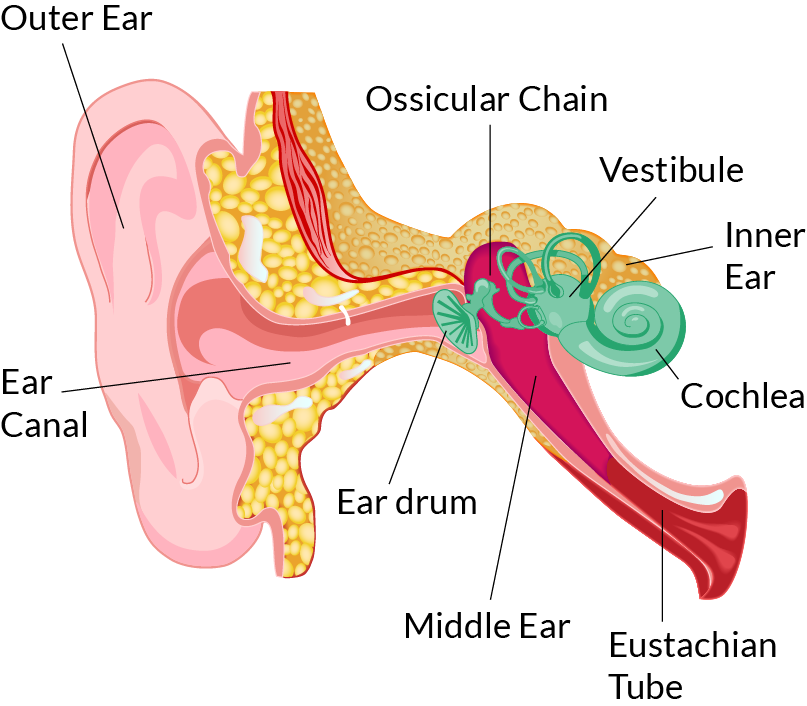 Outer Ear
Ossicular Chain
Vestibule
Inner
Ear
Ear
Canal
Cochlea
Ear drum
Middle Ear
Eustachian
Tube